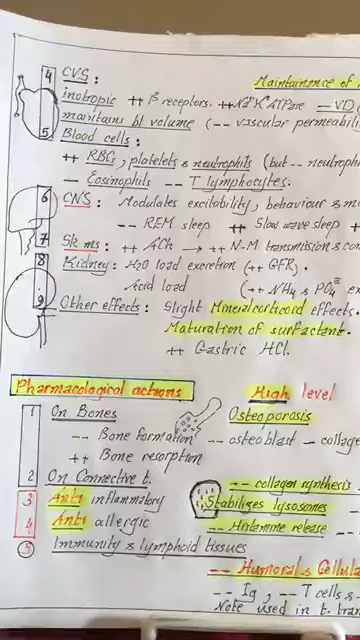 4 CVS :
Maintainance of
inotropic ++ β receptors. ++Na⁺K⁺ATPase – VD
maintains bl volume (-- vascular permeabili
5 Blood cells :
++ RBCs, platelets & neutrophils (but -- neutroph
– Eosinophils -- T lymphocytes.
6 CNS : Modulates excitability, behaviour & m
-- REM sleep ++ Slow wave sleep ++
7 Sk ms : ++ ACh → ++ N-M transmission & co
8 Kidney : H₂O load excretion (++ GFR).
Acid load (++ NH₄ & PO₄≡ ex
9 Other effects : Slight Mineralcorticoid effects.
Maturation of surfactant.
++ Gastric HCl.
Pharmacological actions High level
1 On Bones Osteoporosis
-- Bone formation -- osteoblast – collage
++ Bone resorption
2 On Connective t. -- collagen synthesis
3 Anti inflammatory Stabilizes lysosomes
4 Anti allergic -- Histamine release
5 Immunity & lymphoid tissues
-- Humoral & Cellula
-- Ig, -- T cells &
Note used in t. tran